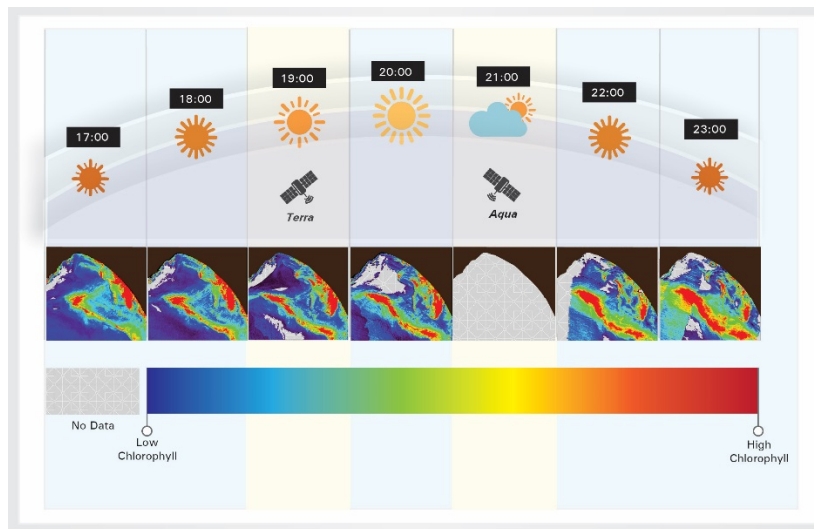 17:00
18:00
19:00
20:00
21:00
22:00
23:00
Terra
Aqua
No Data
Low
Chlorophyll
High
Chlorophyll